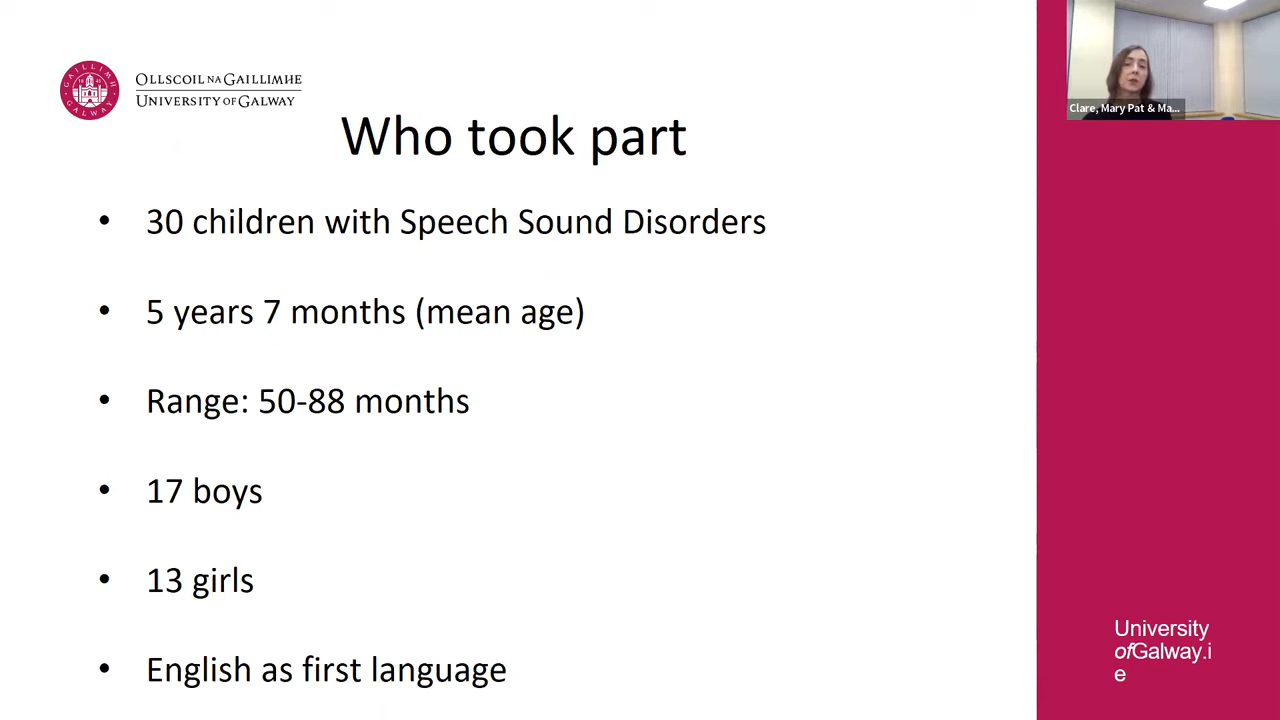 OLLSCOIL NA GAILLIMHE
UNIVERSITY OF GALWAY
Who took part
• 30 children with Speech Sound Disorders
• 5 years 7 months (mean age)
• Range: 50-88 months
• 17 boys
• 13 girls
• English as first language
Clare, Mary Pat & Ma...
University
ofGalway.i
e